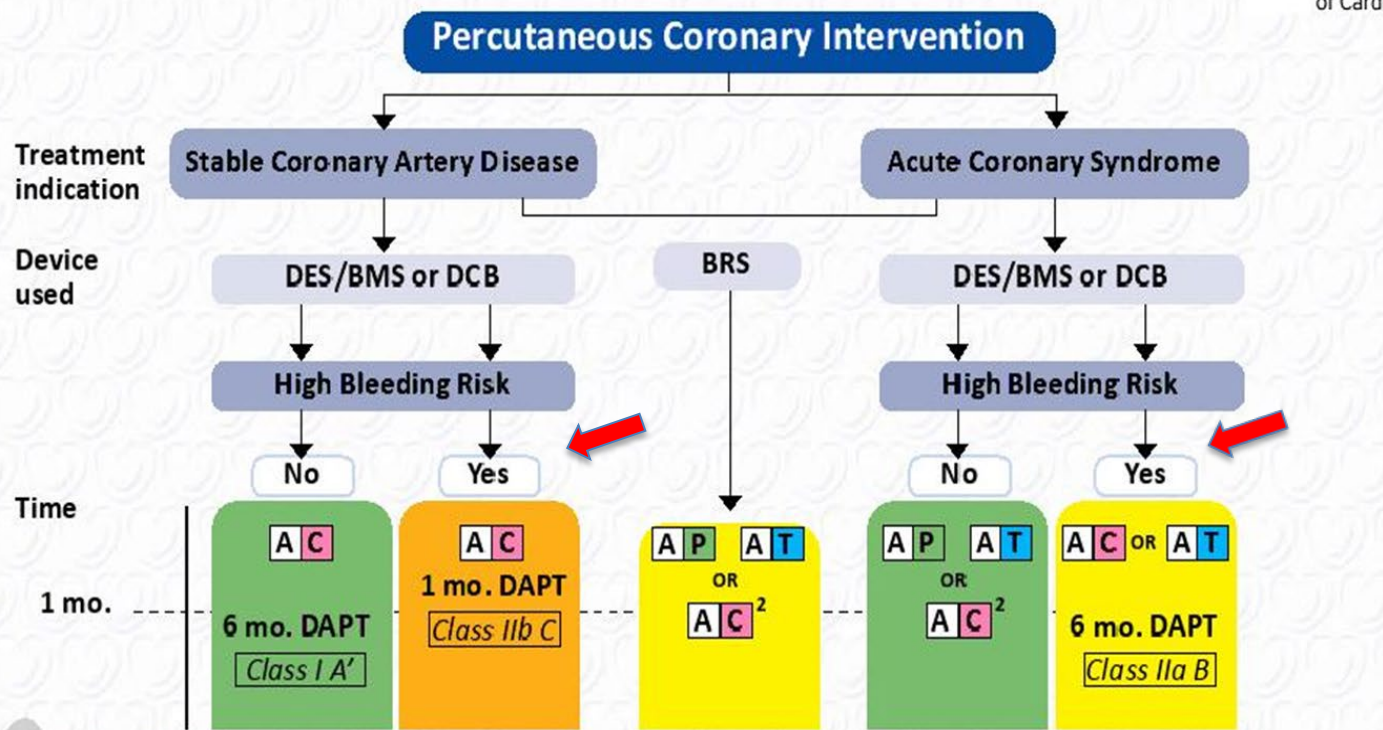 of Card
Percutaneous Coronary Intervention
Treatment
indication
Stable Coronary Artery Disease
Acute Coronary Syndrome
Device
used
DES/BMS or DCB
BRS
DES/BMS or DCB
High Bleeding Risk
High Bleeding Risk
No
Yes
No
Yes
Time
1 mo.
A C
6 mo. DAPT
Class I A′
A C
1 mo. DAPT
Class IIb C
A P A T
OR
A C 2
A P A T
OR
A C 2
A C OR A T
6 mo. DAPT
Class IIa B